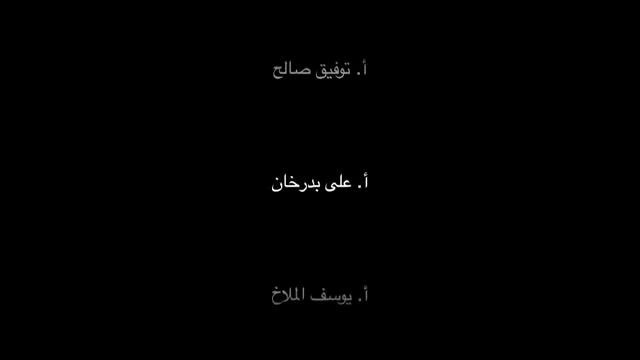 أ. توفيق صالح
أ. على بدرخان
أ. يوسف الملاخ